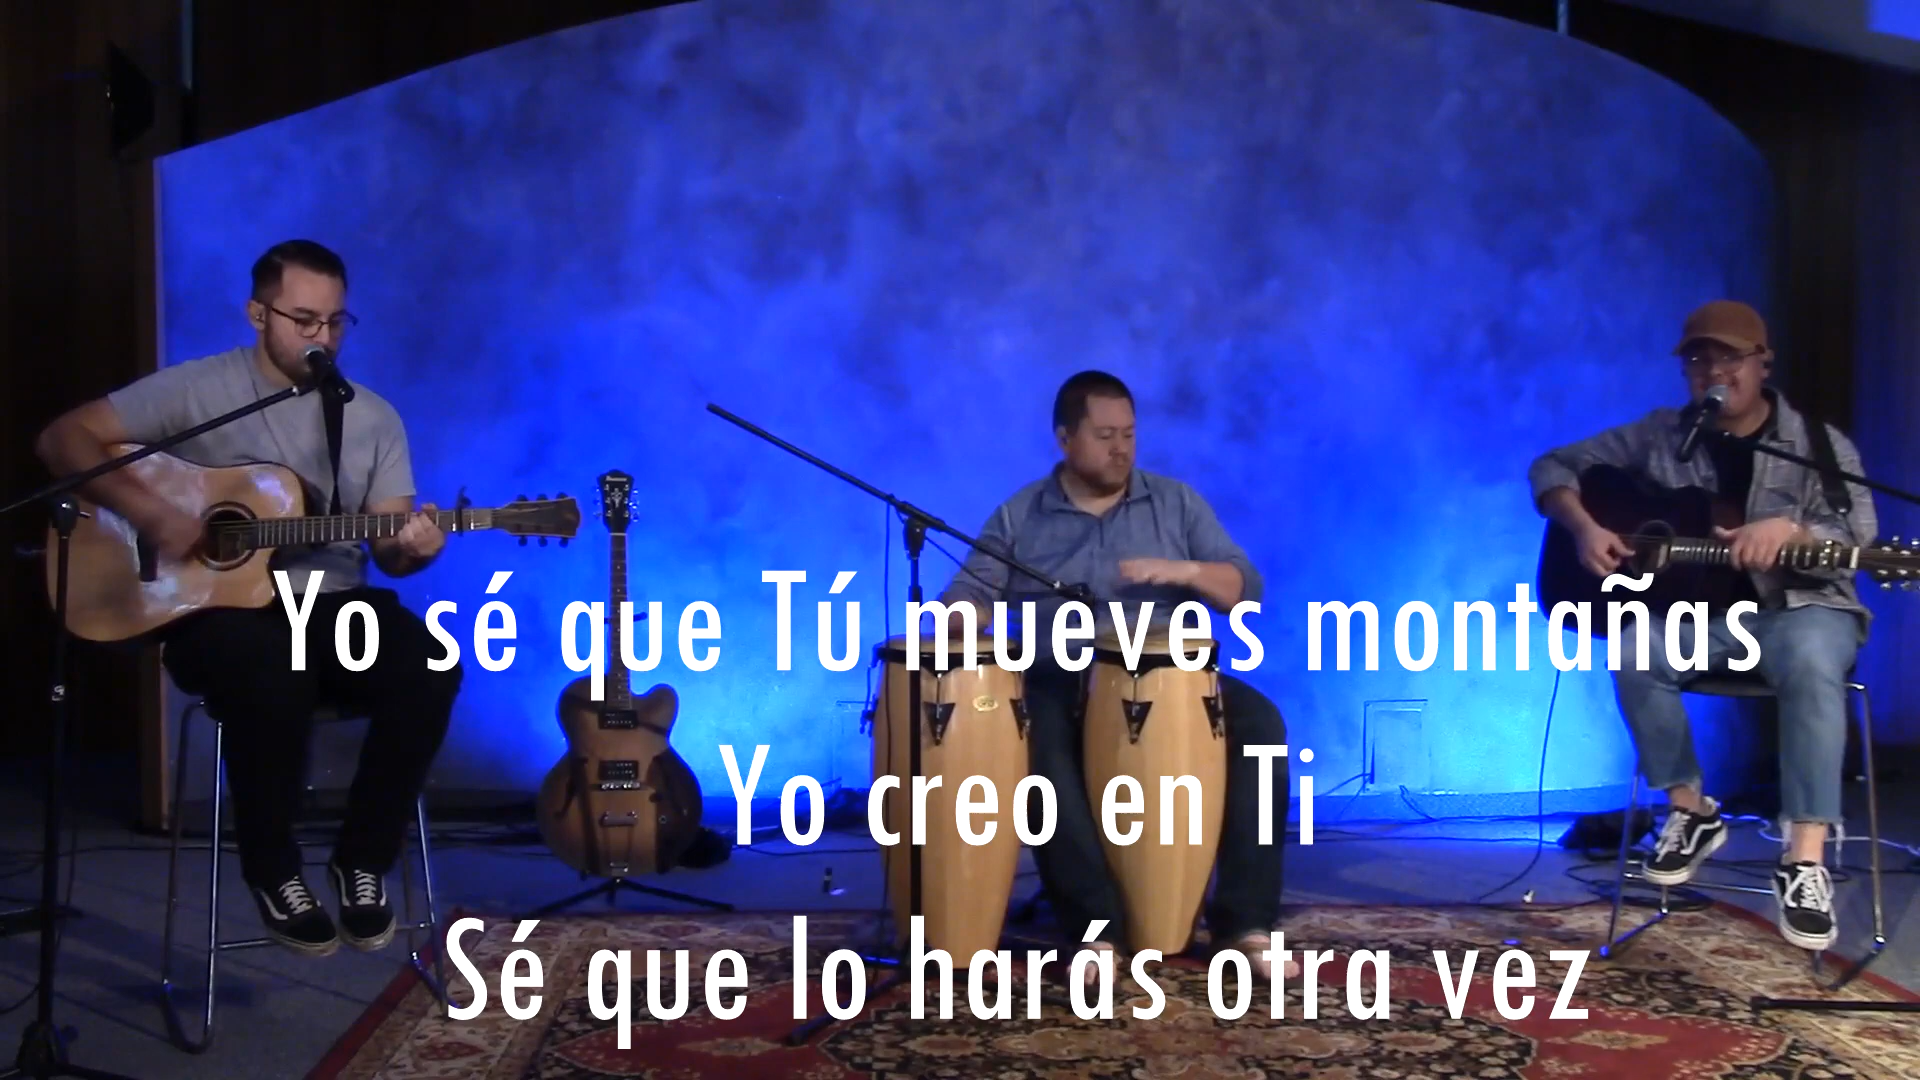 Yo sé que Tú mueves montañas
Yo creo en Ti
Sé que lo harás otra vez